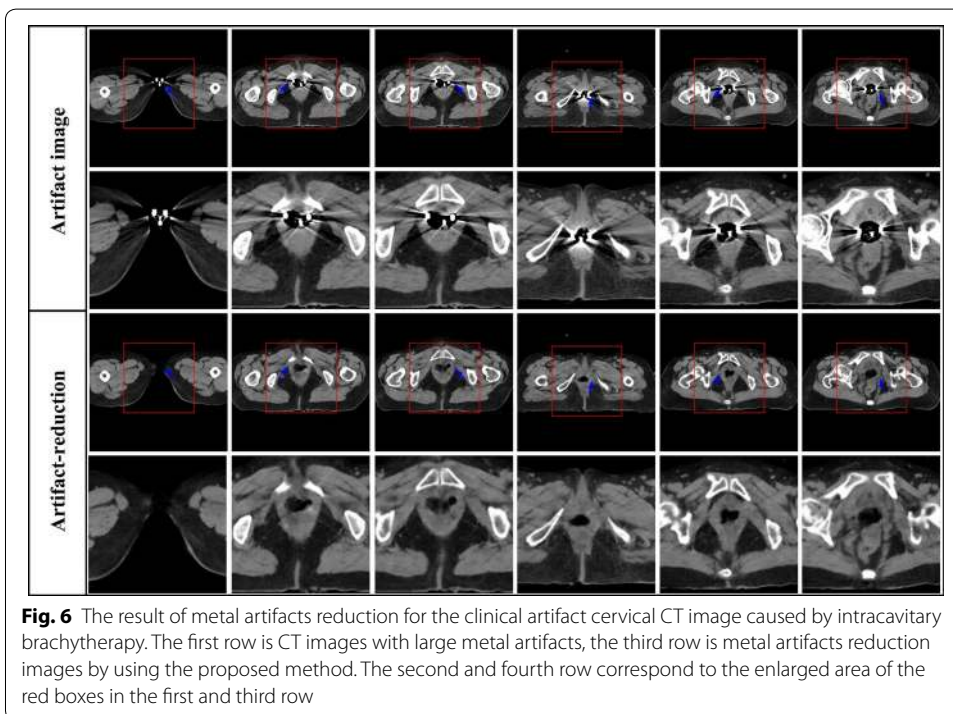 Artifact image
Artifact-reduction
Fig. 6 The result of metal artifacts reduction for the clinical artifact cervical CT image caused by intracavitary
brachytherapy. The first row is CT images with large metal artifacts, the third row is metal artifacts reduction
images by using the proposed method. The second and fourth row correspond to the enlarged area of the
red boxes in the first and third row